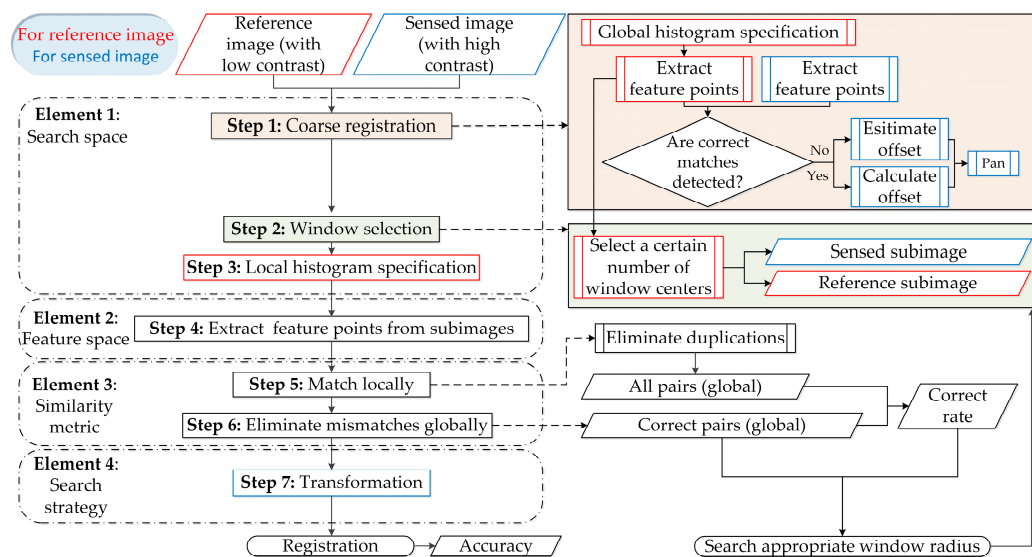 For reference image
For sensed image
Reference
image (with
low contrast)
Sensed image
(with high
contrast)
Element 1:
Search space
Step 1: Coarse registration
Step 2: Window selection
Step 3: Local histogram specification
Element 2:
Feature space
Step 4: Extract feature points from subimages
Element 3:
Similarity
metric
Step 5: Match locally
Step 6: Eliminate mismatches globally
Element 4:
Search
strategy
Step 7: Transformation
Registration
Accuracy
Global histogram specification
Extract
feature points
Extract
feature points
Are correct
matches
detected?
No
Yes
Esitimate
offset
Calculate
offset
Pan
Select a certain
number of
window centers
Sensed subimage
Reference subimage
Eliminate duplications
All pairs (global)
Correct pairs (global)
Correct
rate
Search appropriate window radius